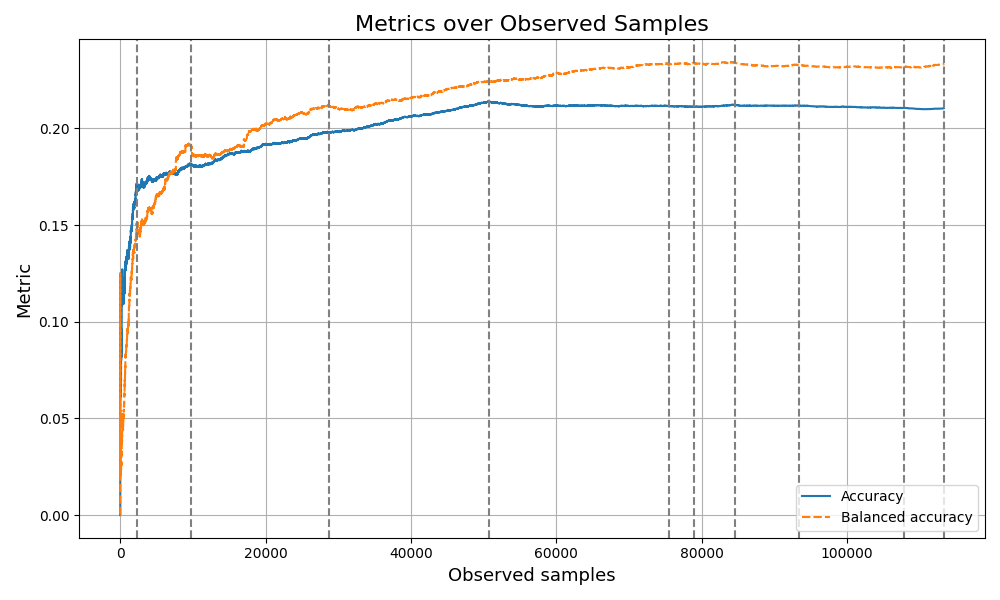 Metrics over Observed Samples
Metric
0.20
0.15
0.10
0.05
0.00
0 20000 40000 60000 80000 100000
Observed samples
Accuracy
Balanced accuracy